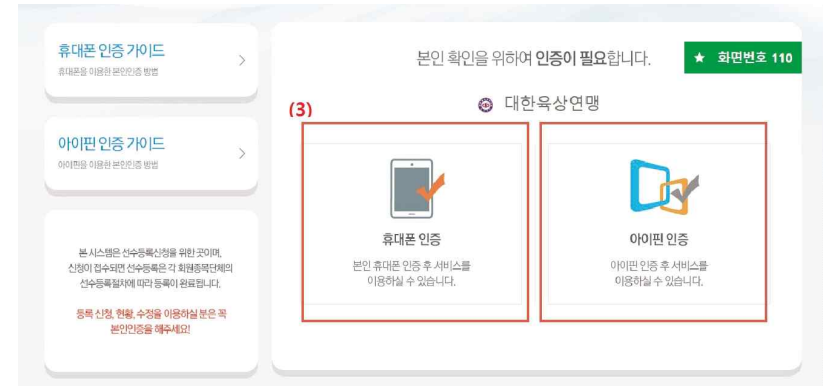 휴대폰 인증 가이드
휴대폰을 이용한 본인인증 방법
아이핀 인증 가이드
아이핀을 이용한 본인인증 방법
본 시스템은 선수등록신청을 위한 곳이며,
신청이 접수되면 선수등록은 각 회원종목단체의
선수등록절차에 따라 등록이 완료됩니다.
등록 신청, 현황, 수정을 이용하실 분은 꼭
본인인증을 해주세요!
본인 확인을 위하여 인증이 필요합니다.
★ 화면번호 110
대한육상연맹
(3)
휴대폰 인증
본인 휴대폰 인증 후 서비스를
이용하실 수 있습니다.
아이핀 인증
아이핀 인증 후 서비스를
이용하실 수 있습니다.